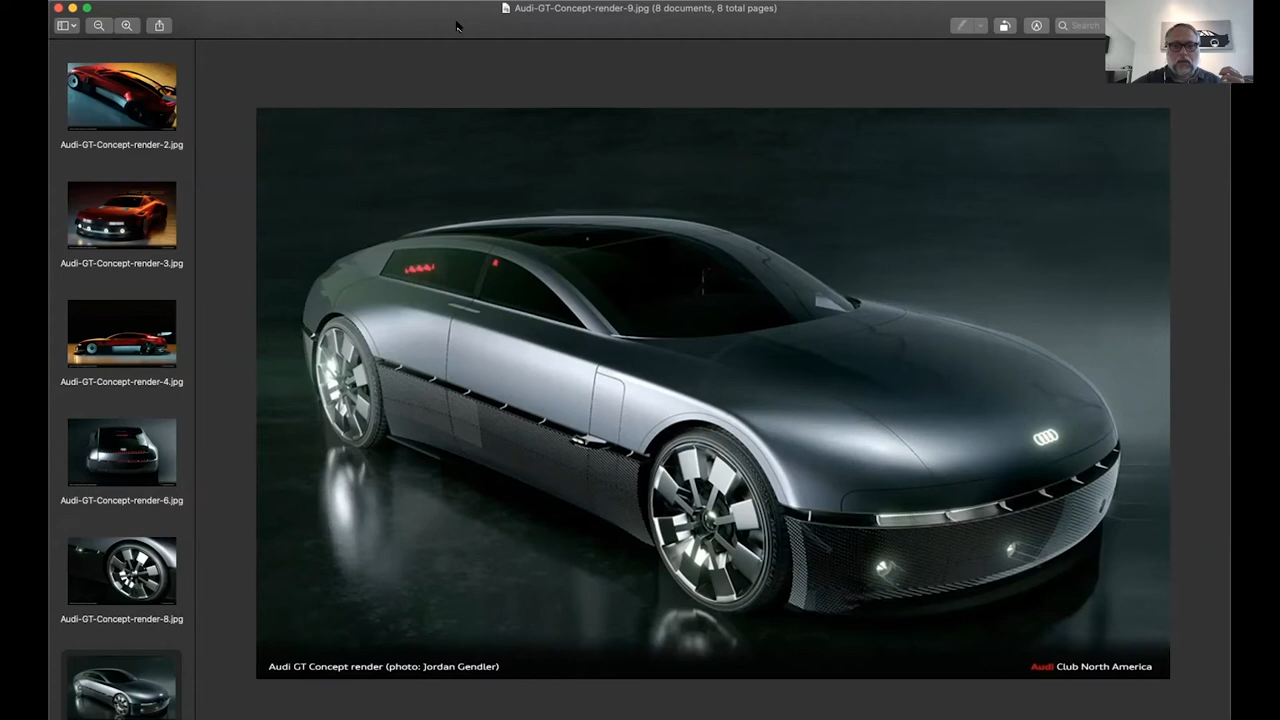 Audi-GT-Concept-render-9.jpg (8 documents, 8 total pages)
Search
Audi-GT-Concept-render-2.jpg
Audi-GT-Concept-render-3.jpg
Audi-GT-Concept-render-4.jpg
Audi-GT-Concept-render-6.jpg
Audi-GT-Concept-render-8.jpg
Audi GT Concept render (photo: Jordan Gendler)
Audi Club North America